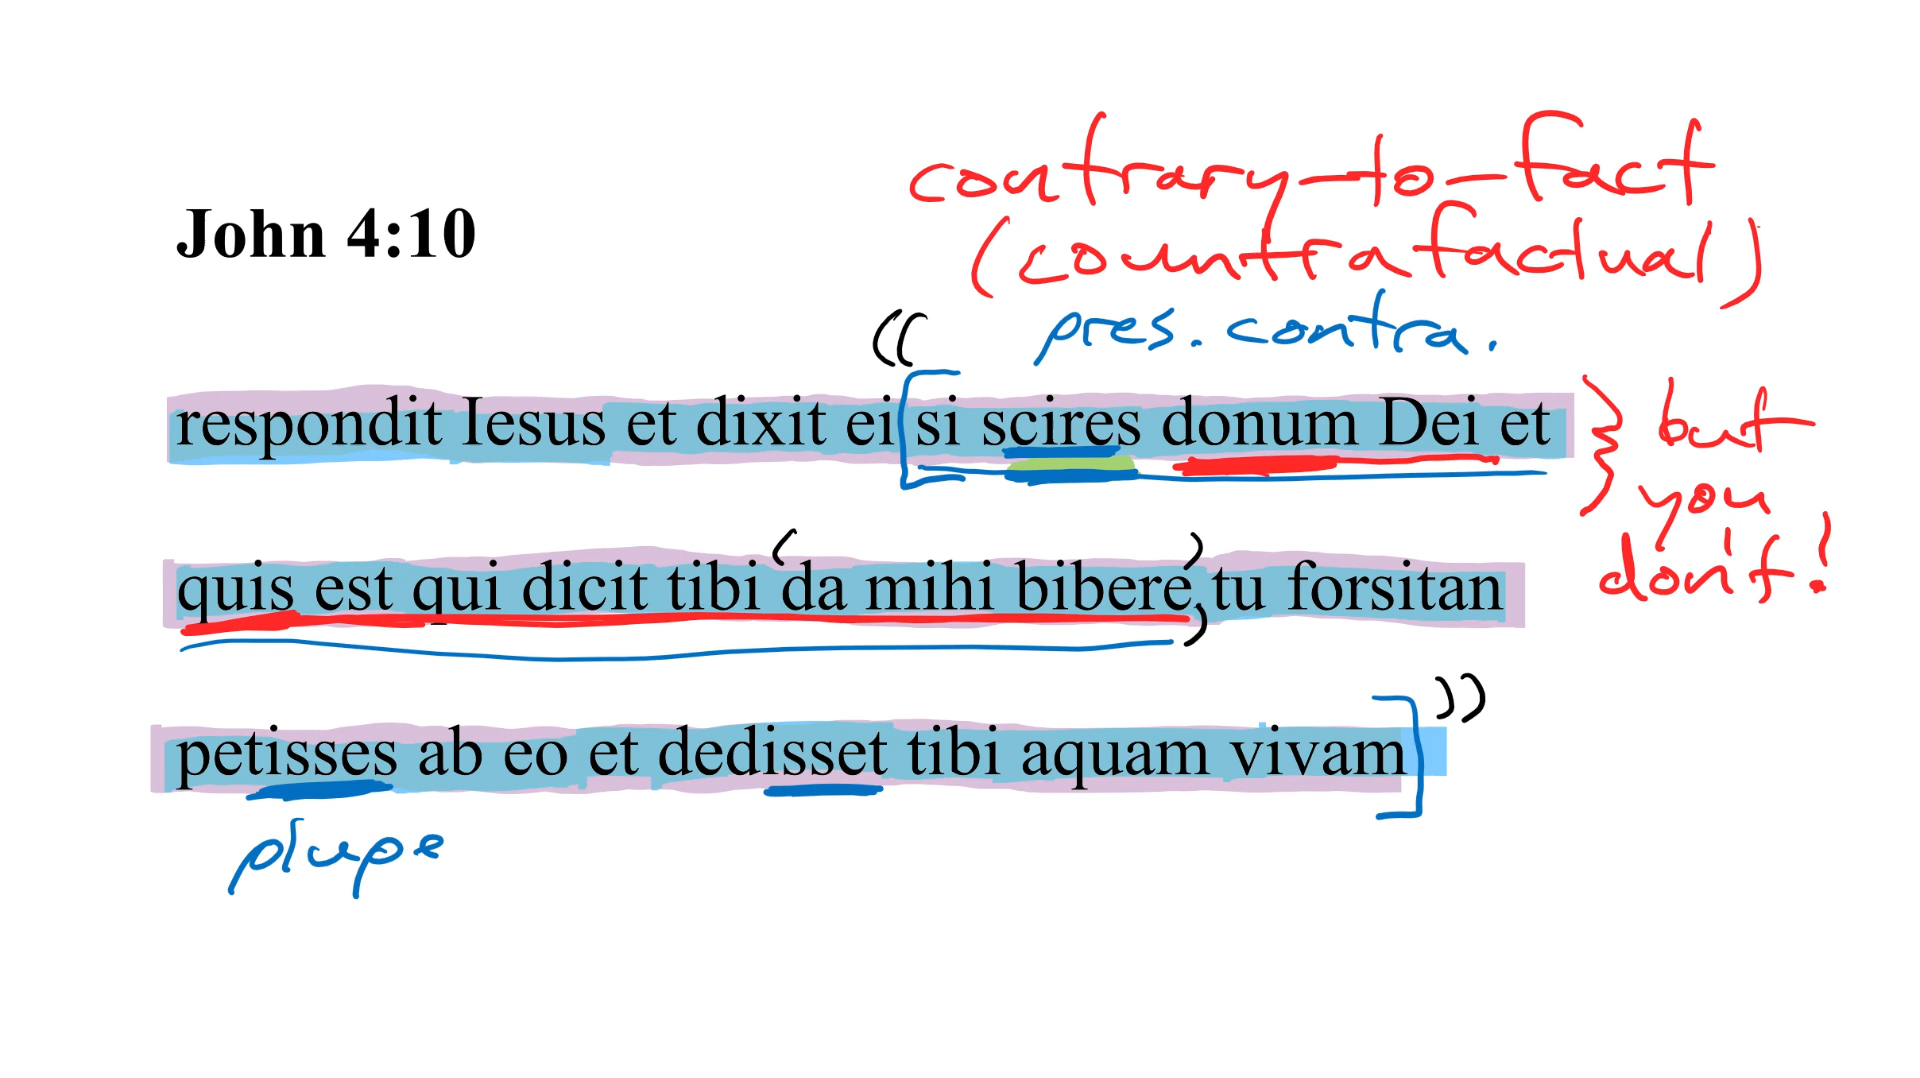 contrary-to-fact
John 4:10
(countrafactual)
pres. contra.
respondit Iesus et dixit ei si scires donum Dei et
but
you
don't!
quis est qui dicit tibi ‘da mihi bibere’, tu forsitan
petisses ab eo et dedisset tibi aquam vivam
plupe